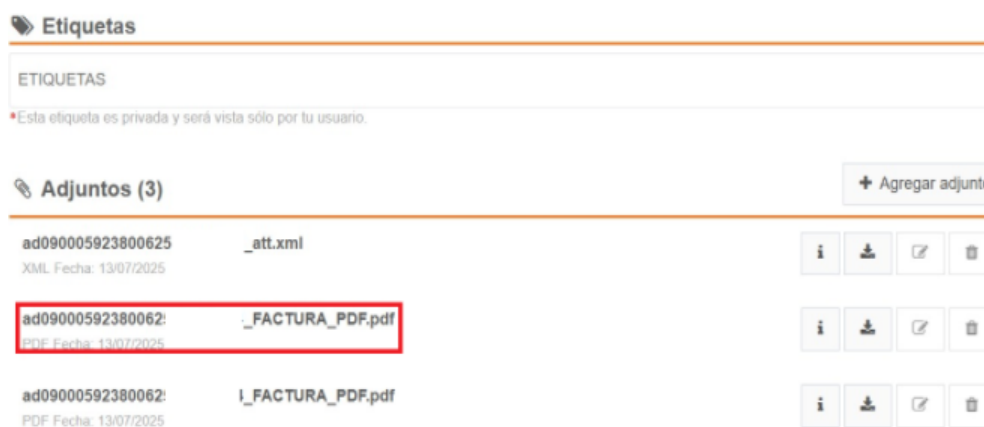 Etiquetas
ETIQUETAS
*Esta etiqueta es privada y será vista sólo por tu usuario.
Adjuntos (3)
+ Agregar adjunto
ad090005923800625 _att.xml
XML Fecha: 13/07/2025
ad09000592380062 _FACTURA_PDF.pdf
PDF Fecha: 13/07/2025
ad09000592380062 _FACTURA_PDF.pdf
PDF Fecha: 13/07/2025